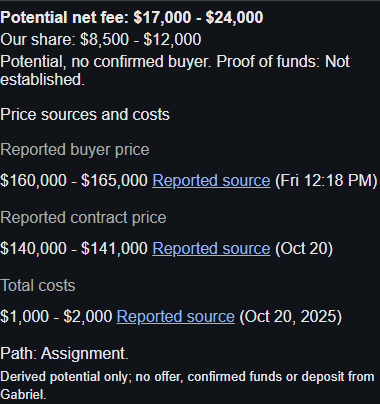 Potential net fee: $17,000 - $24,000
Our share: $8,500 - $12,000
Potential, no confirmed buyer. Proof of funds: Not
established.
Price sources and costs
Reported buyer price
$160,000 - $165,000 Reported source (Fri 12:18 PM)
Reported contract price
$140,000 - $141,000 Reported source (Oct 20)
Total costs
$1,000 - $2,000 Reported source (Oct 20, 2025)
Path: Assignment.
Derived potential only; no offer, confirmed funds or deposit from
Gabriel.